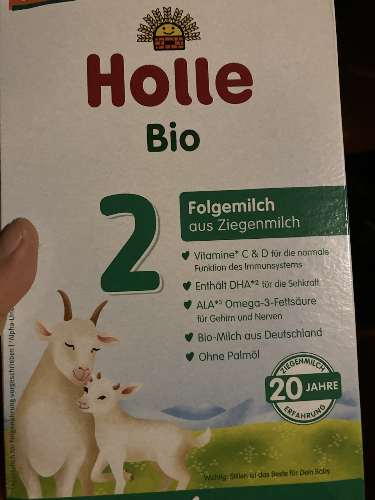 Holle
Bio
2
Folgemilch
aus Ziegenmilch
Vitamine* C & D für die normale
Funktion des Immunsystems
Enthält DHA*² für die Sehkraft
ALA*³ Omega-3-Fettsäure
für Gehirn und Nerven
Bio-Milch aus Deutschland
Ohne Palmöl
ZIEGENMILCH
20 JAHRE
ERFAHRUNG
Wichtig: Stillen ist das Beste für Dein Baby.